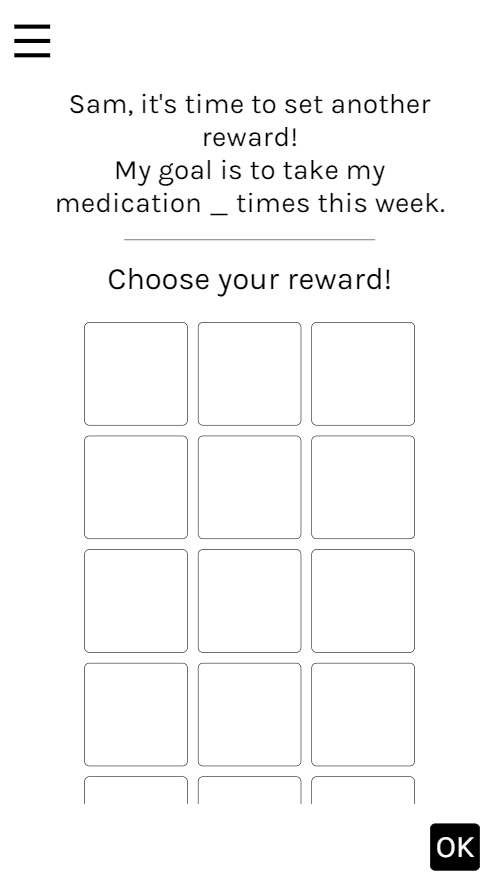 Sam, it's time to set another
reward!
My goal is to take my
medication _ times this week.
Choose your reward!
OK